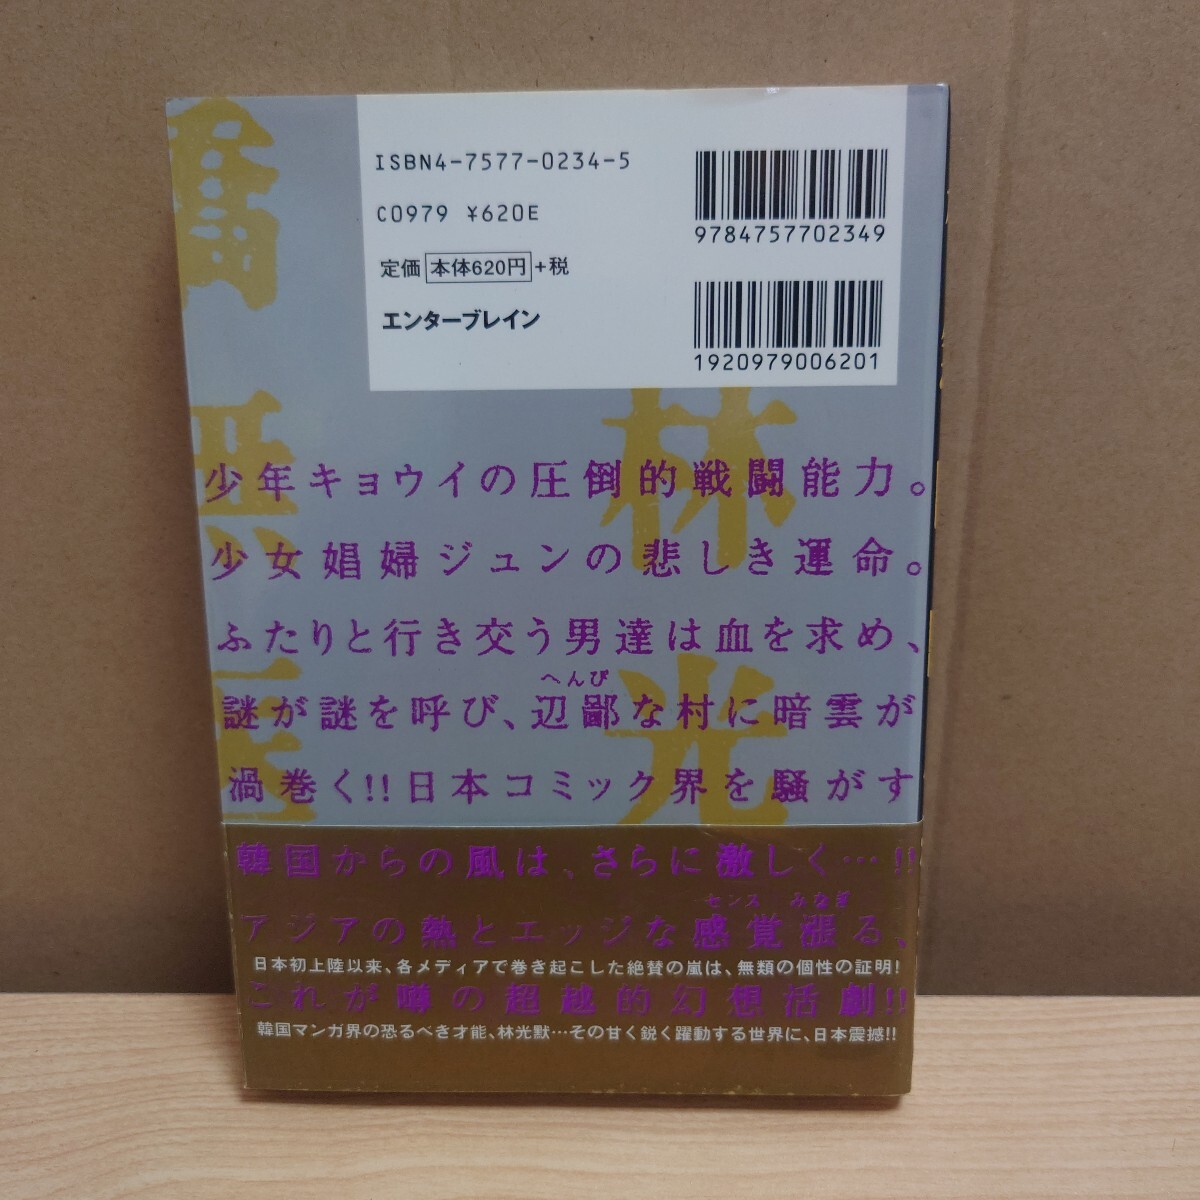 ISBN4-7577-0234-5
C0979 ¥620E
定価 本体620円 +税
エンターブレイン
9784757702349
1920979006201
林光
少年キョウイの圧倒的戦闘能力。
少女娼婦ジュンの悲しき運命。
ふたりと行き交う男達は血を求め、
へんぴ
謎が謎を呼び、辺鄙な村に暗雲が
渦巻く!!日本コミック界を騒がす
韓国からの風は、さらに激しく…!!
センス みなぎ
アジアの熱とエッジな感覚漲る、
日本初上陸以来、各メディアで巻き起こした絶賛の嵐は、無類の個性の証明!
これが噂の超越的幻想活劇!!
韓国マンガ界の恐るべき才能、林光默…その甘く鋭く躍動する世界に、日本震撼!!